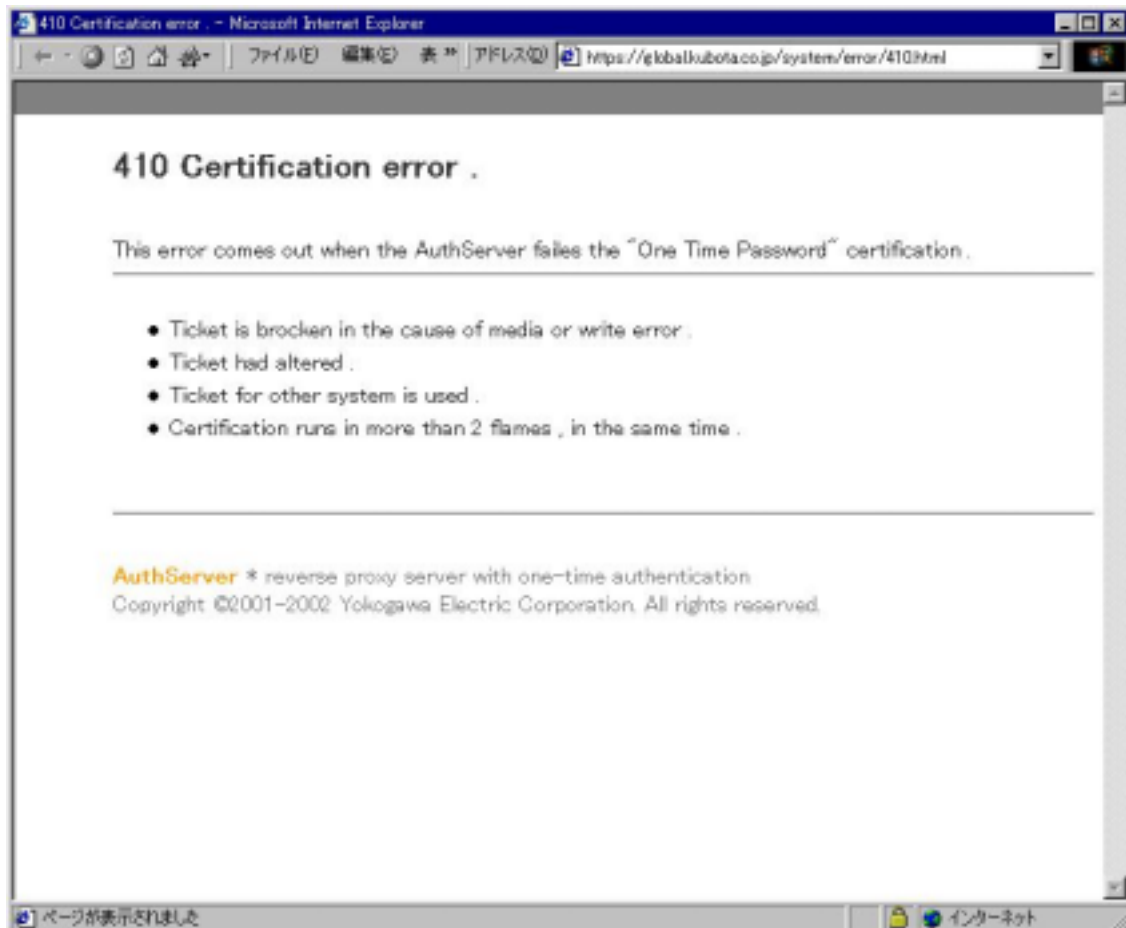 410 Certification error . - Microsoft Internet Explorer
ファイル(F) 編集(E) 表 » アドレス(D) https://global.kubota.co.jp/system/error/410.html
410 Certification error .
This error comes out when the AuthServer failes the "One Time Password" certification .
● Ticket is brocken in the cause of media or write error .
● Ticket had altered .
● Ticket for other system is used .
● Certification runs in more than 2 flames , in the same time .
AuthServer * reverse proxy server with one-time authentication
Copyright ©2001-2002 Yokogawa Electric Corporation. All rights reserved.
ページが表示されました インターネット